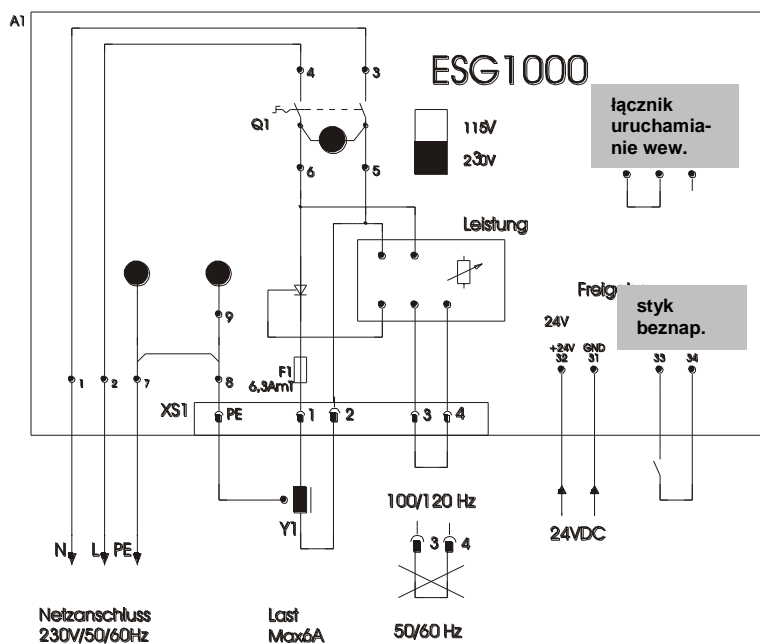 A1
ESG1000
4
3
Q1
115V
230V
łącznik
uruchamia-
nie wew.
6
5
Leistung
9
24V
styk
beznap.
+24V
GND
32
31
33
34
1
2
7
8
F1
6,3AmT
XS1
PE
1
2
3
4
Y1
100/120 Hz
24VDC
3
4
N
L
PE
Netzanschluss
230V/50/60Hz
Last
Max6A
50/60 Hz